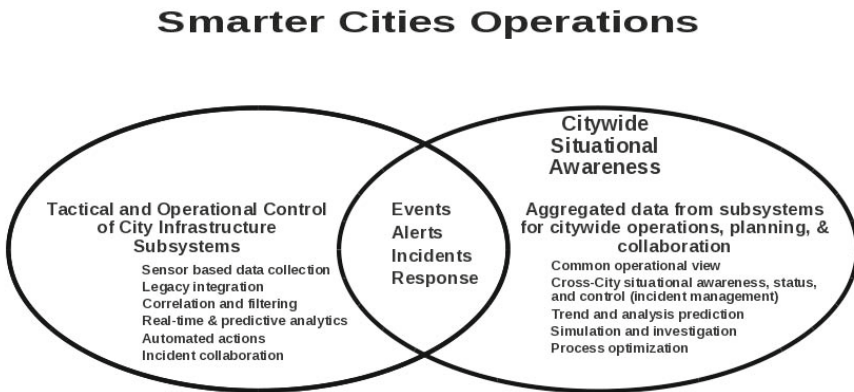 Smarter Cities Operations
Tactical and Operational Control
of City Infrastructure
Subsystems
Sensor based data collection
Legacy integration
Correlation and filtering
Real-time & predictive analytics
Automated actions
Incident collaboration
Events
Alerts
Incidents
Response
Citywide
Situational
Awareness
Aggregated data from subsystems
for citywide operations, planning, &
collaboration
Common operational view
Cross-City situational awareness, status,
and control (incident management)
Trend and analysis prediction
Simulation and investigation
Process optimization